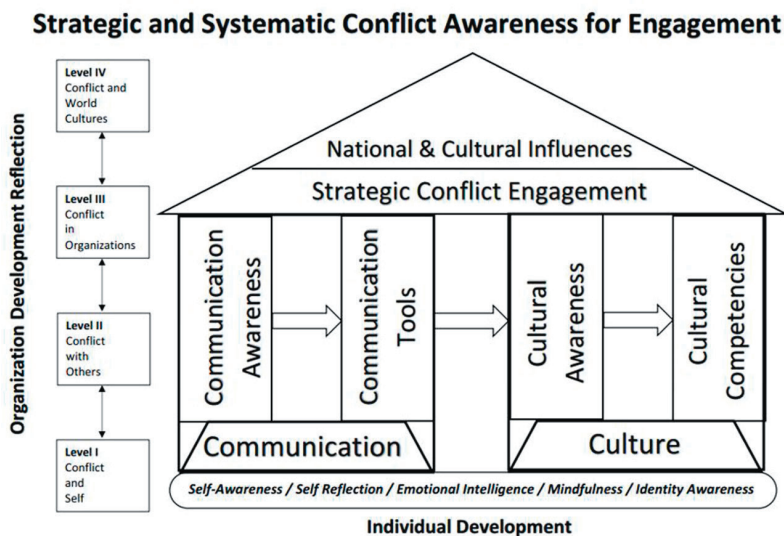 Strategic and Systematic Conflict Awareness for Engagement
Organization Development Reflection
Level IV
Conflict and
World
Cultures
Level III
Conflict
in
Organizations
Level II
Conflict
with
Others
Level I
Conflict
and
Self
National & Cultural Influences
Strategic Conflict Engagement
Communication
Awareness
Communication
Tools
Cultural
Awareness
Cultural
Competencies
Communication
Culture
Self-Awareness / Self Reflection / Emotional Intelligence / Mindfulness / Identity Awareness
Individual Development